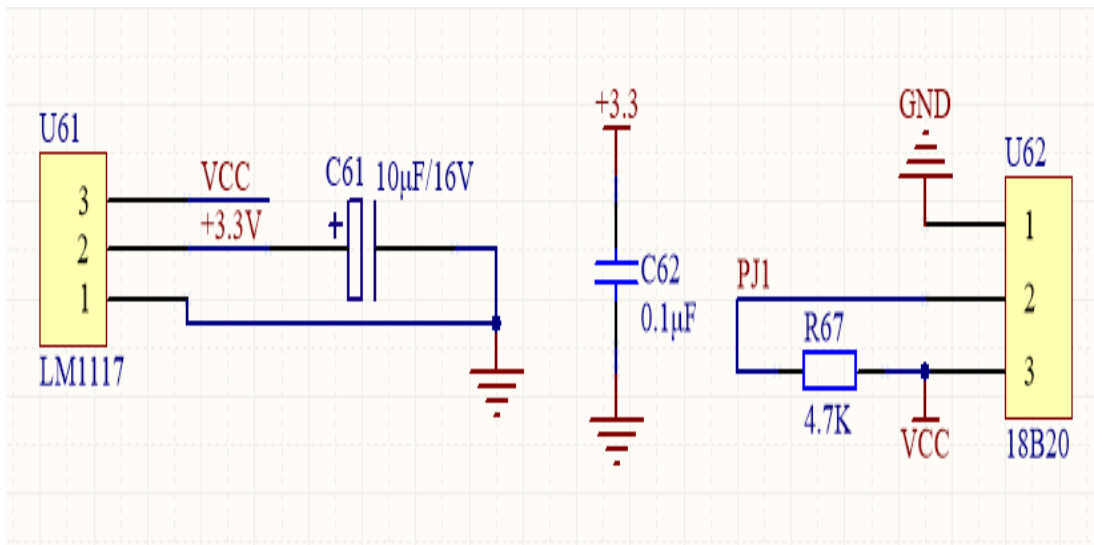 U61
3
2
1
LM1117
VCC
+3.3V
C61 10μF/16V
+
+3.3
C62
0.1μF
GND
U62
1
2
3
18B20
PJ1
R67
4.7K
VCC